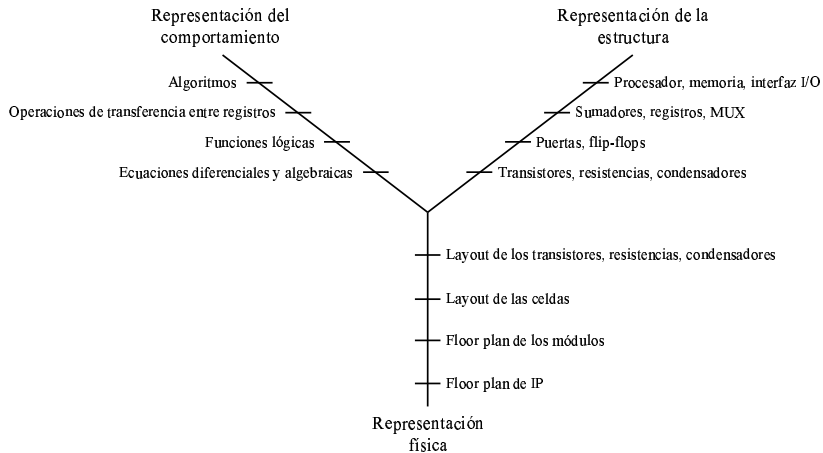 Representación del
comportamiento
Representación de la
estructura
Algoritmos
Procesador, memoria, interfaz I/O
Operaciones de transferencia entre registros
Sumadores, registros, MUX
Funciones lógicas
Puertas, flip-flops
Ecuaciones diferenciales y algebraicas
Transistores, resistencias, condensadores
Layout de los transistores, resistencias, condensadores
Layout de las celdas
Floor plan de los módulos
Floor plan de IP
Representación
física